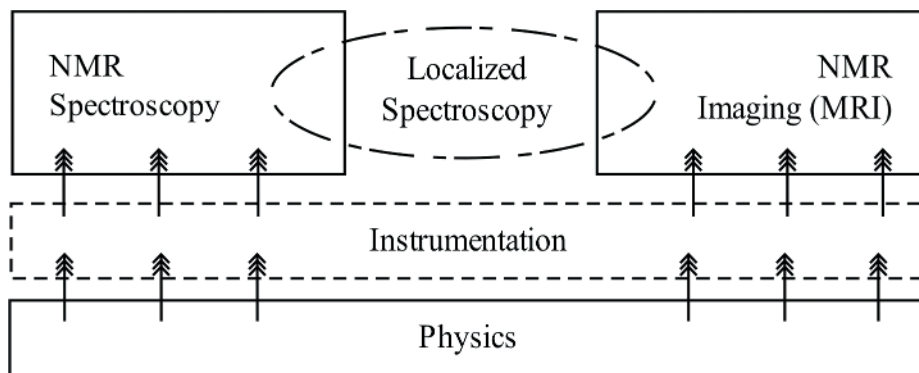 NMR
Spectroscopy
Localized
Spectroscopy
NMR
Imaging (MRI)
Instrumentation
Physics